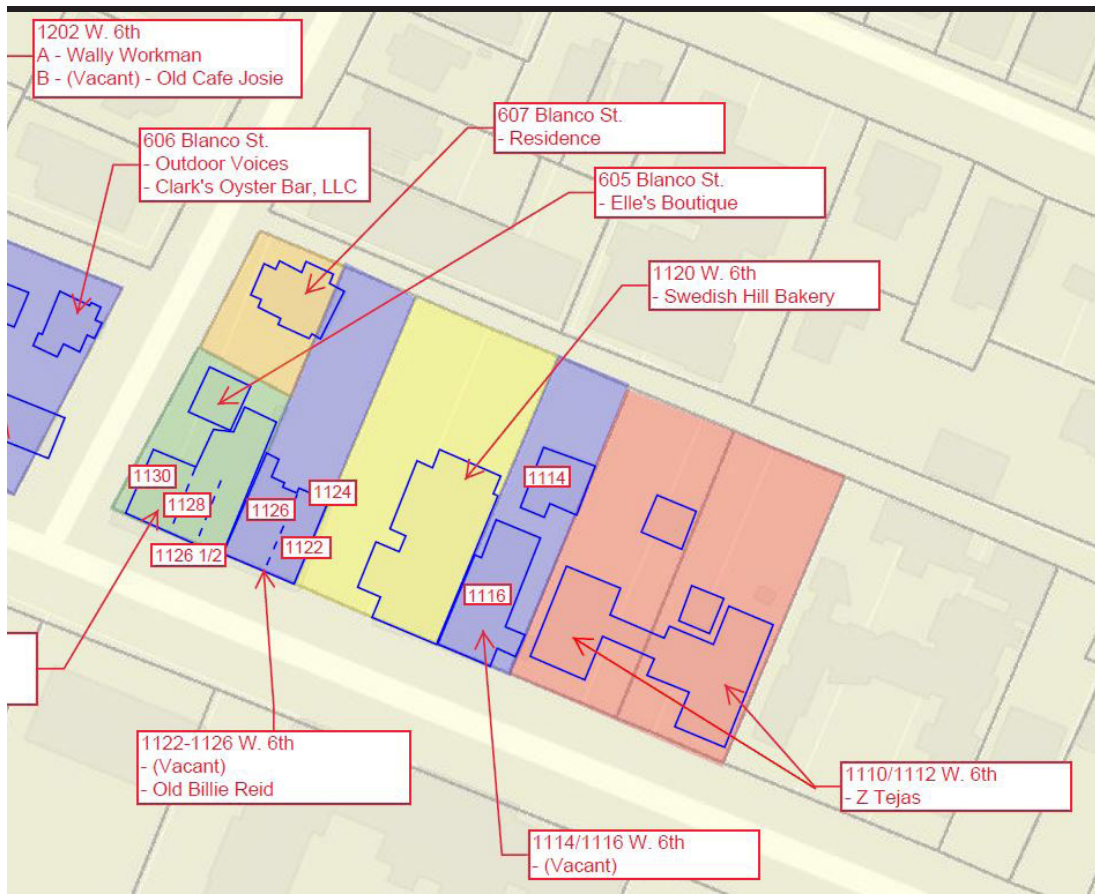 1202 W. 6th
A - Wally Workman
B - (Vacant) - Old Cafe Josie
607 Blanco St.
- Residence
606 Blanco St.
- Outdoor Voices
- Clark's Oyster Bar, LLC
605 Blanco St.
- Elle's Boutique
1120 W. 6th
- Swedish Hill Bakery
1130
1128
1126 1/2
1126
1124
1122
1114
1116
1122-1126 W. 6th
- (Vacant)
- Old Billie Reid
1110/1112 W. 6th
- Z Tejas
1114/1116 W. 6th
- (Vacant)